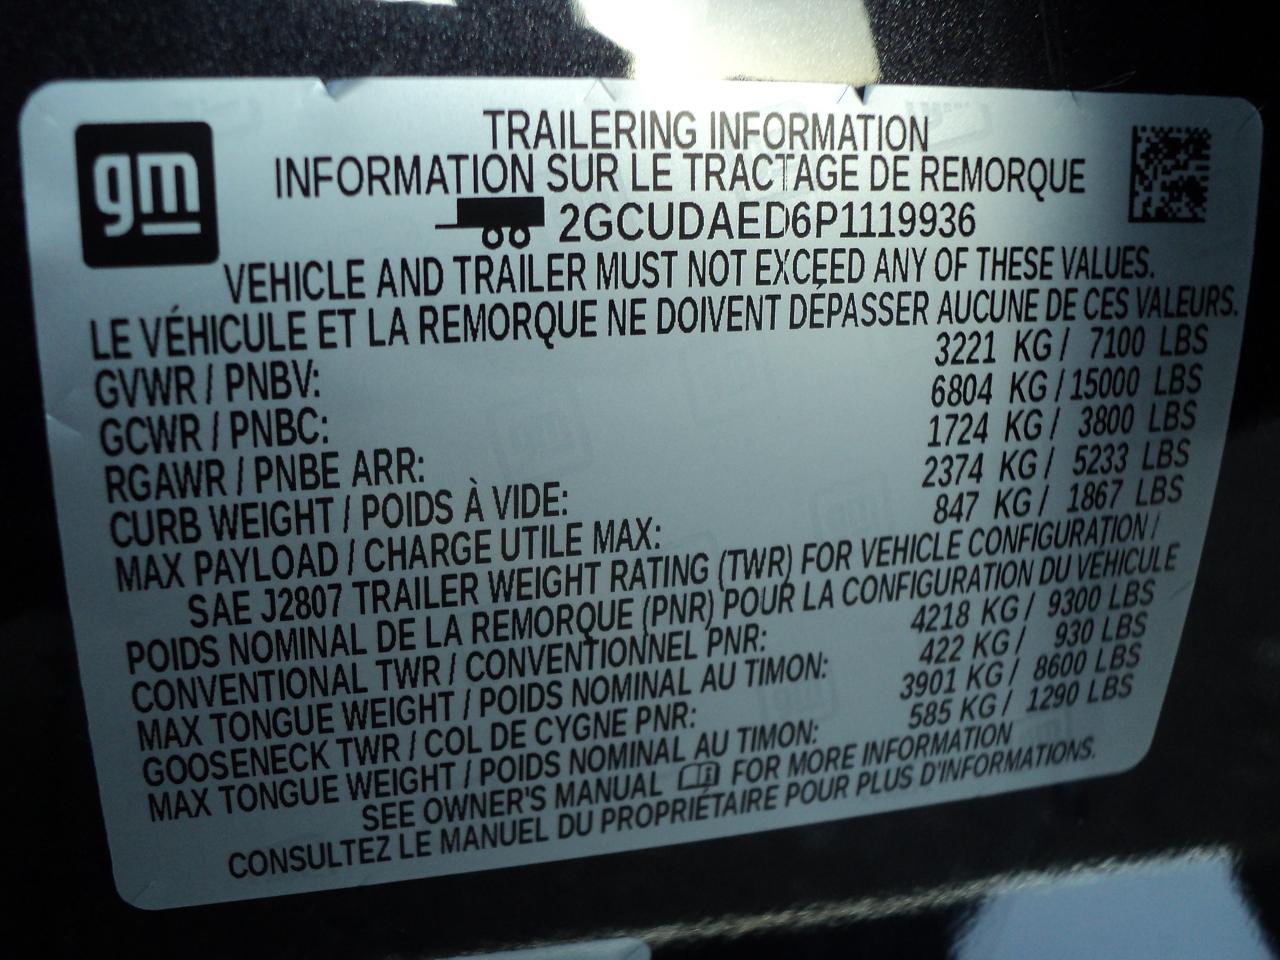 gm
TRAILERING INFORMATION
INFORMATION SUR LE TRACTAGE DE REMORQUE
2GCUDAED6P1119936
VEHICLE AND TRAILER MUST NOT EXCEED ANY OF THESE VALUES.
LE VÉHICULE ET LA REMORQUE NE DOIVENT DÉPASSER AUCUNE DE CES VALEURS.
GVWR / PNBV: 3221 KG / 7100 LBS
GCWR / PNBC: 6804 KG / 15000 LBS
RGAWR / PNBE ARR: 1724 KG / 3800 LBS
CURB WEIGHT / POIDS À VIDE: 2374 KG / 5233 LBS
MAX PAYLOAD / CHARGE UTILE MAX: 847 KG / 1867 LBS
SAE J2807 TRAILER WEIGHT RATING (TWR) FOR VEHICLE CONFIGURATION /
POIDS NOMINAL DE LA REMORQUE (PNR) POUR LA CONFIGURATION DU VÉHICULE
CONVENTIONAL TWR / CONVENTIONNEL PNR: 4218 KG / 9300 LBS
MAX TONGUE WEIGHT / POIDS NOMINAL AU TIMON: 422 KG / 930 LBS
GOOSENECK TWR / COL DE CYGNE PNR: 3901 KG / 8600 LBS
MAX TONGUE WEIGHT / POIDS NOMINAL AU TIMON: 585 KG / 1290 LBS
SEE OWNER'S MANUAL FOR MORE INFORMATION
CONSULTEZ LE MANUEL DU PROPRIÉTAIRE POUR PLUS D'INFORMATIONS.